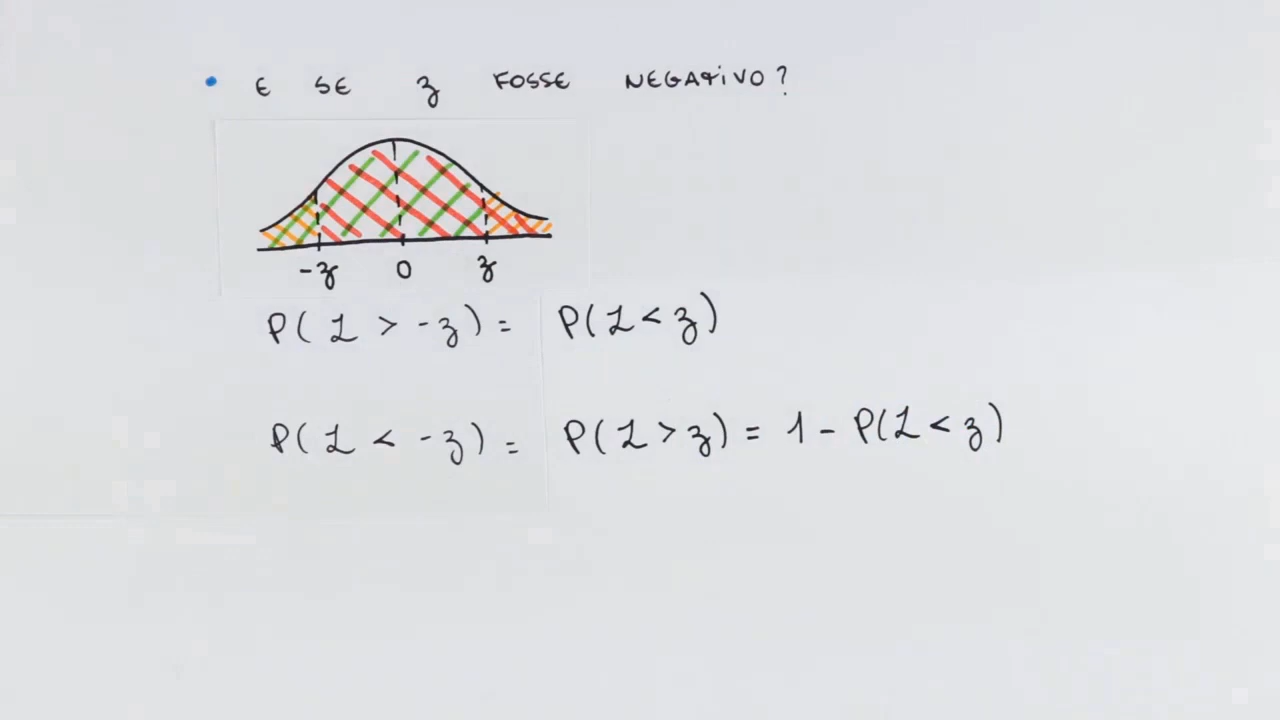 • E SE z FOSSE NEGATIVO?
-z 0 z
P(Z > -z) = P(Z < z)
P(Z < -z) = P(Z > z) = 1 - P(Z < z)